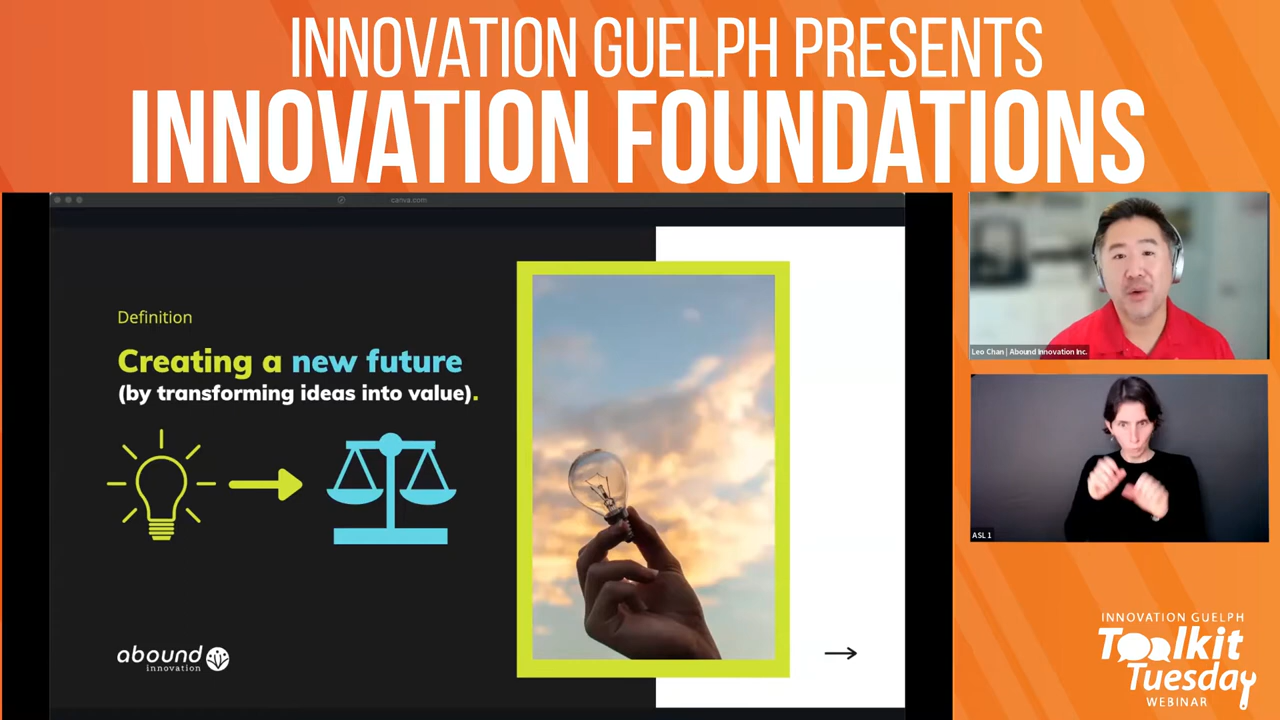 INNOVATION GUELPH PRESENTS
INNOVATION FOUNDATIONS
canva.com
Definition
Creating a new future
(by transforming ideas into value).
abound
innovation
Leo Chan | Abound Innovation Inc.
ASL 1
INNOVATION GUELPH
Toolkit
Tuesday
WEBINAR